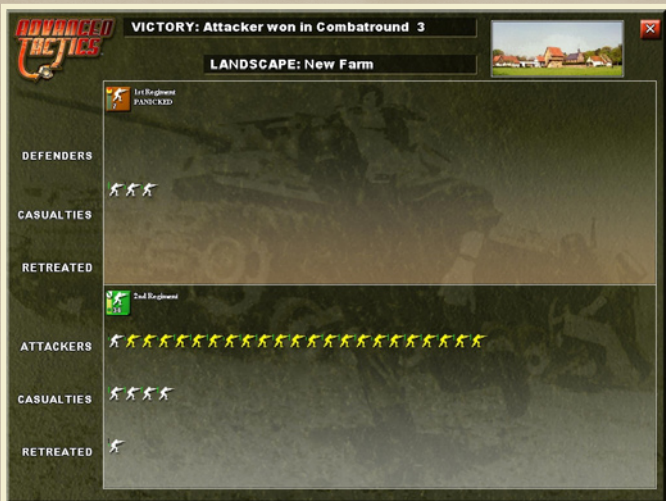 ADVANCED
TACTICS
VICTORY: Attacker won in Combatround 3
LANDSCAPE: New Farm
1st Regiment
PANICKED
DEFENDERS
CASUALTIES
RETREATED
2nd Regiment
ATTACKERS
CASUALTIES
RETREATED